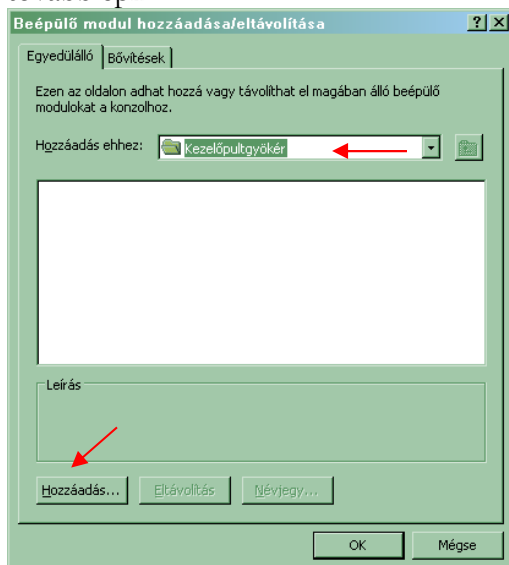 Beépülő modul hozzáadása/eltávolítása
Egyedülálló Bővítések
Ezen az oldalon adhat hozzá vagy távolíthat el magában álló beépülő
modulokat a konzolhoz.
Hozzáadás ehhez: Kezelőpultgyökér
Leírás
Hozzáadás... Eltávolítás Névjegy...
OK Mégse